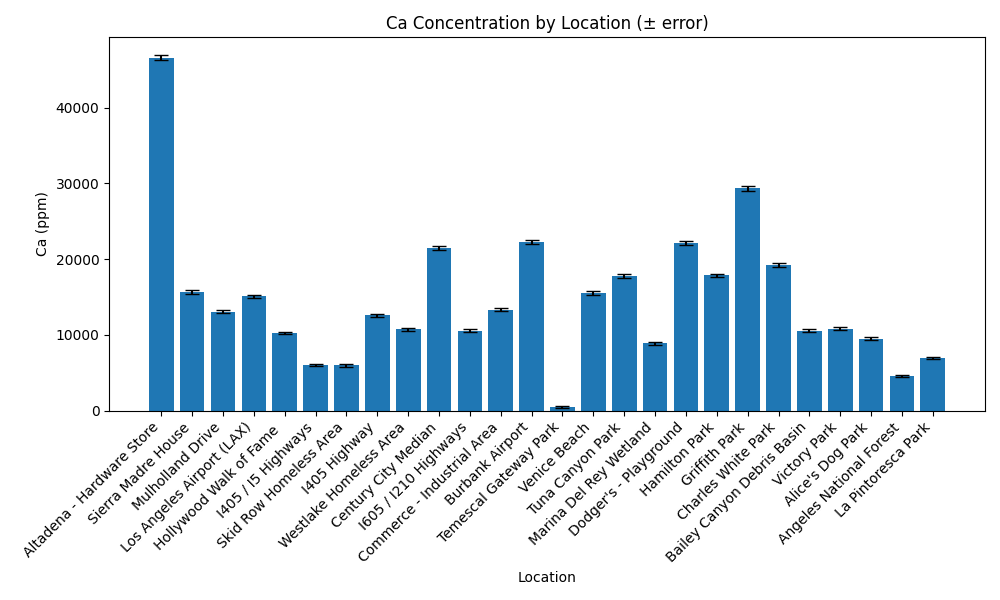 Ca Concentration by Location (± error)
Ca (ppm)
40000
30000
20000
10000
0
Altadena - Hardware Store
Sierra Madre House
Mulholland Drive
Los Angeles Airport (LAX)
Hollywood Walk of Fame
I405 / I5 Highways
Skid Row Homeless Area
I405 Highway
Westlake Homeless Area
Century City Median
I605 / I210 Highways
Commerce - Industrial Area
Burbank Airport
Temescal Gateway Park
Venice Beach
Tuna Canyon Park
Marina Del Rey Wetland
Dodger's - Playground
Hamilton Park
Griffith Park
Charles White Park
Bailey Canyon Debris Basin
Victory Park
Alice's Dog Park
Angeles National Forest
La Pintoresca Park
Location